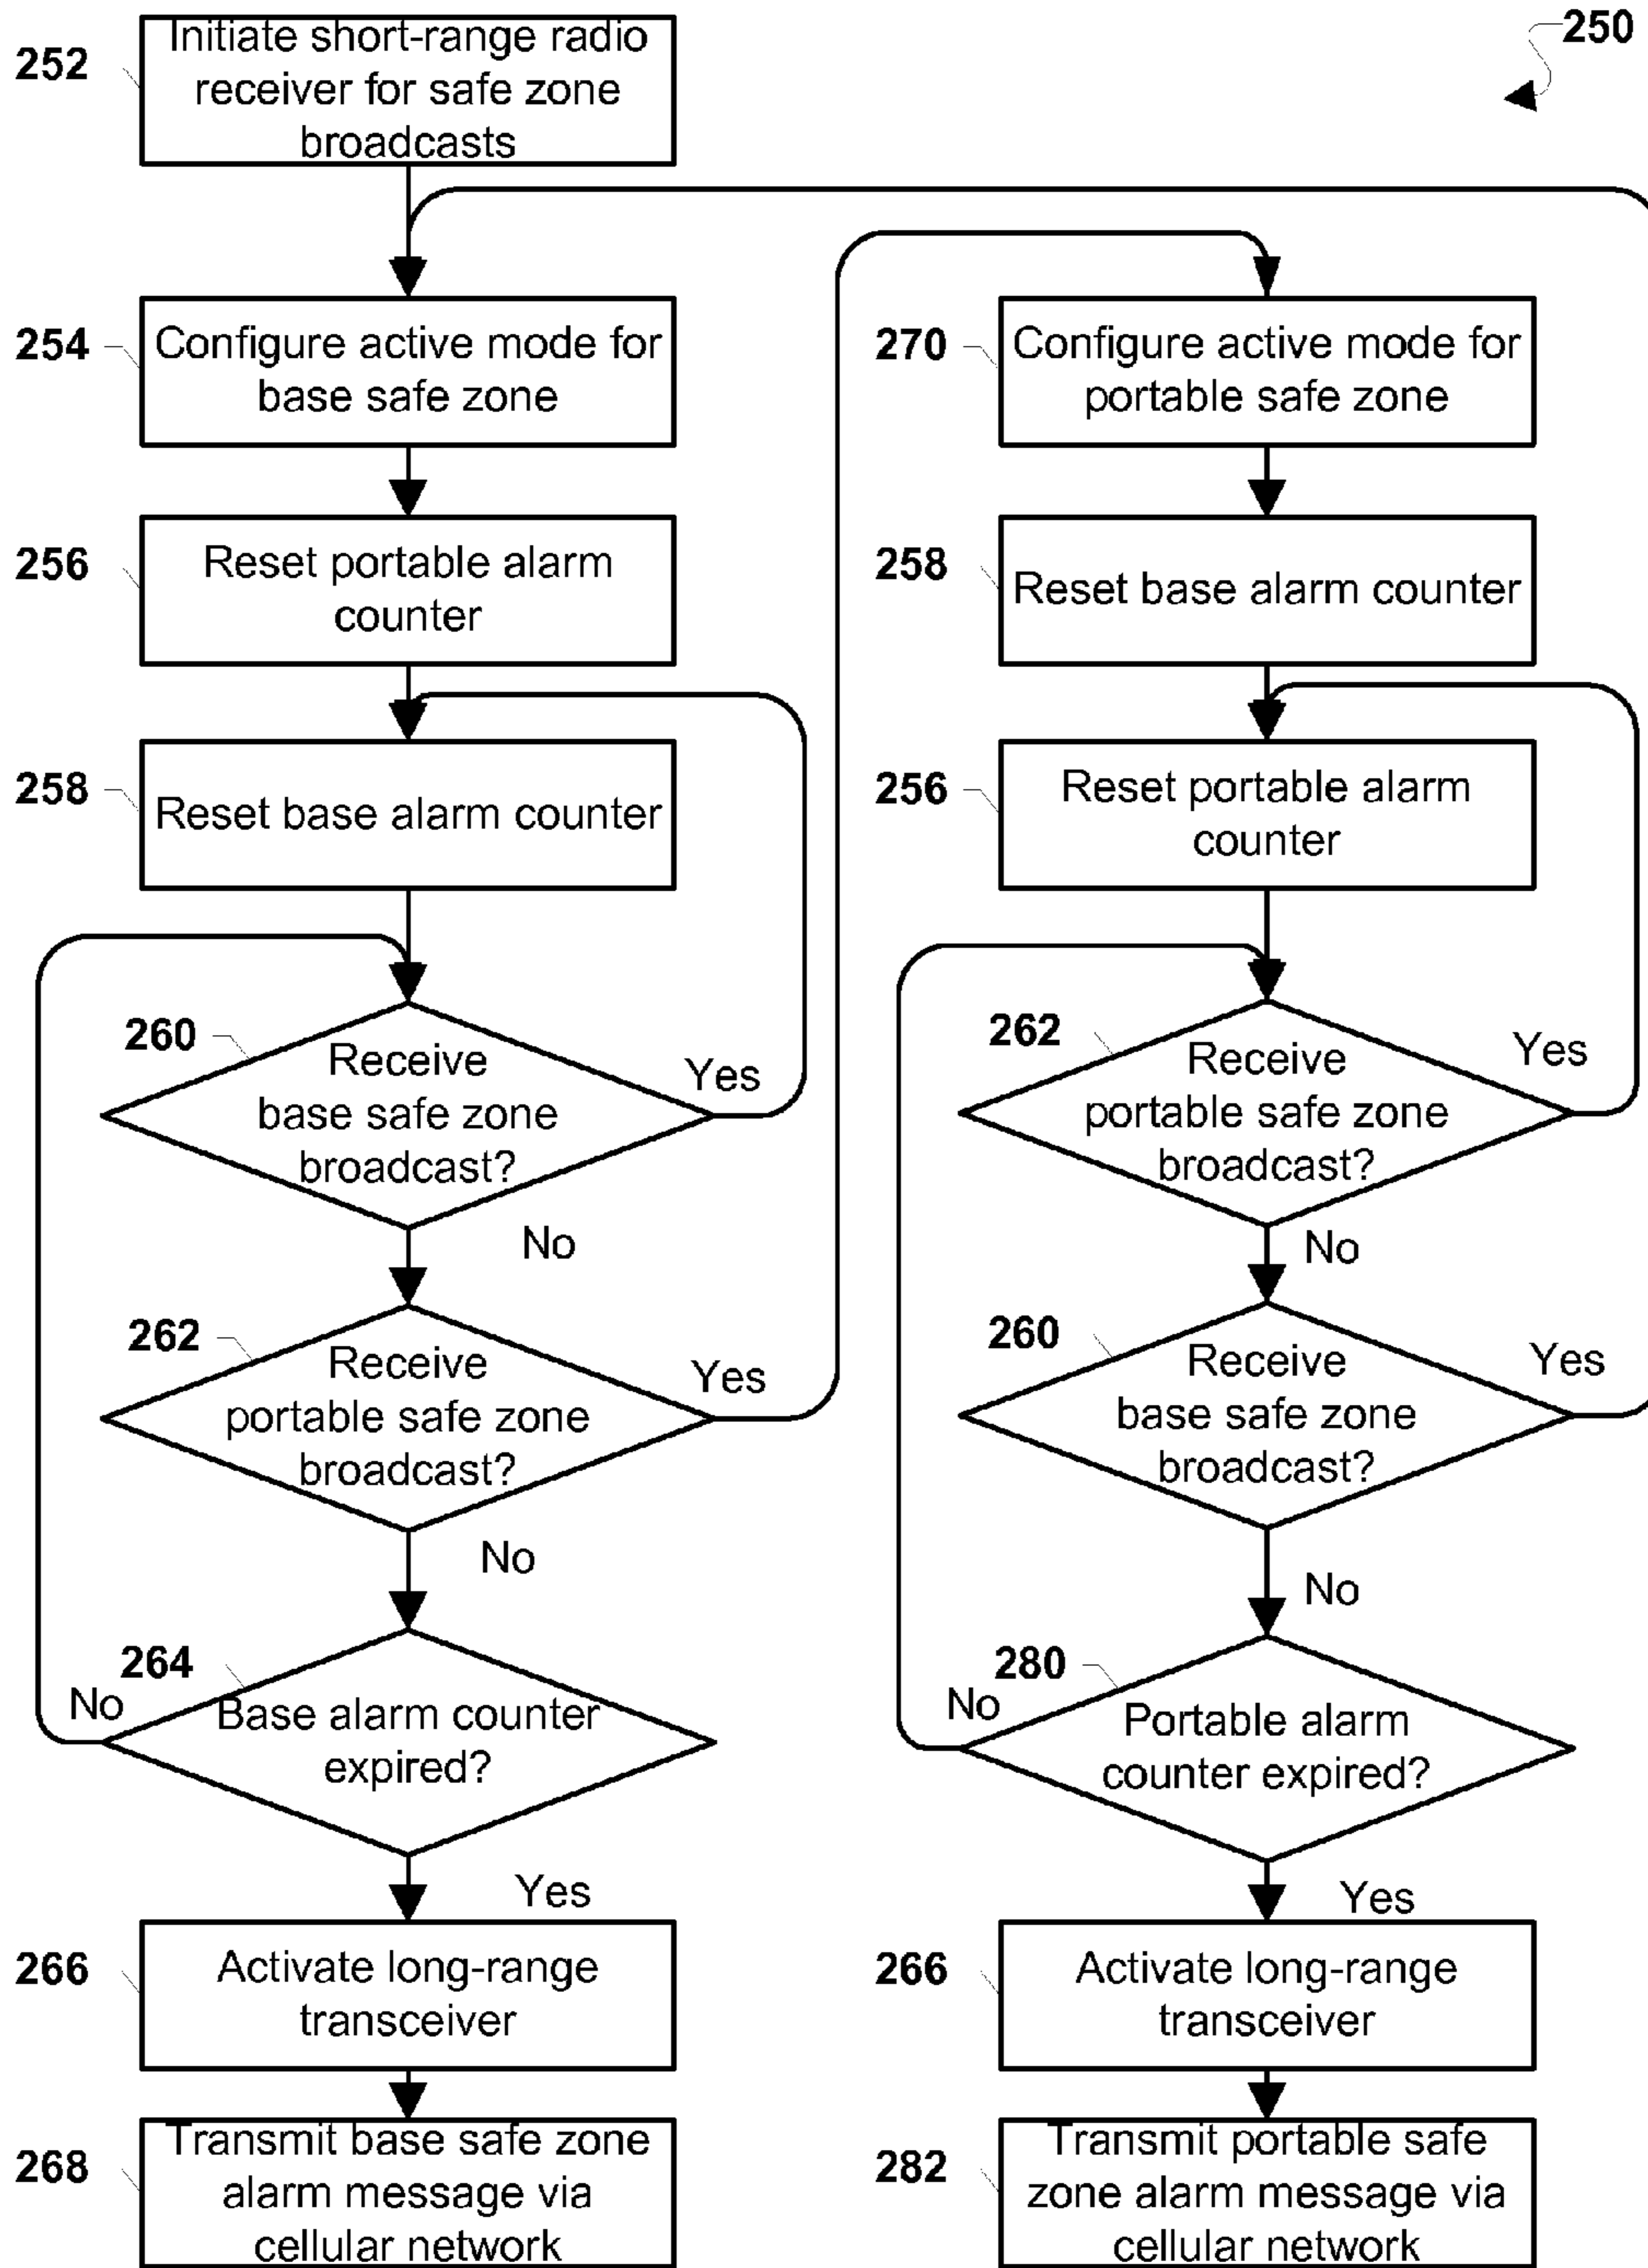 250
252
Initiate short-range radio
receiver for safe zone
broadcasts
254
Configure active mode for
base safe zone
256
Reset portable alarm
counter
258
Reset base alarm counter
260
Receive
base safe zone
broadcast?
Yes
No
262
Receive
portable safe zone
broadcast?
Yes
No
264
No
Base alarm counter
expired?
Yes
266
Activate long-range
transceiver
268
Transmit base safe zone
alarm message via
cellular network
270
Configure active mode for
portable safe zone
258
Reset base alarm counter
256
Reset portable alarm
counter
262
Receive
portable safe zone
broadcast?
Yes
No
260
Receive
base safe zone
broadcast?
Yes
No
280
No
Portable alarm
counter expired?
Yes
266
Activate long-range
transceiver
282
Transmit portable safe
zone alarm message via
cellular network